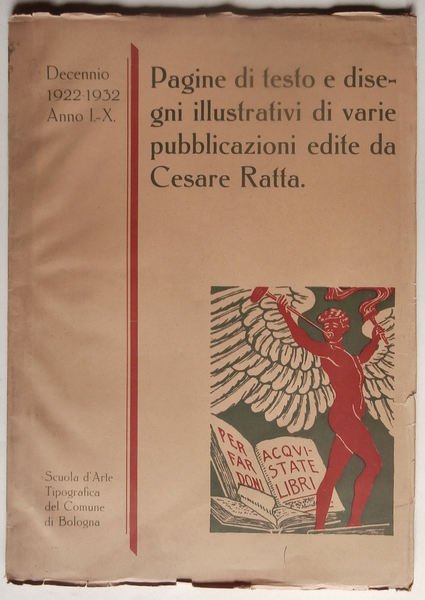 Decennio
1922-1932
Anno I.-X.
Pagine di testo e dise-
gni illustrativi di varie
pubblicazioni edite da
Cesare Ratta.
PER
FAR
DONI
ACQVI-
STATE
LIBRI
Scuola d'Arte
Tipografica
del Comune
di Bologna